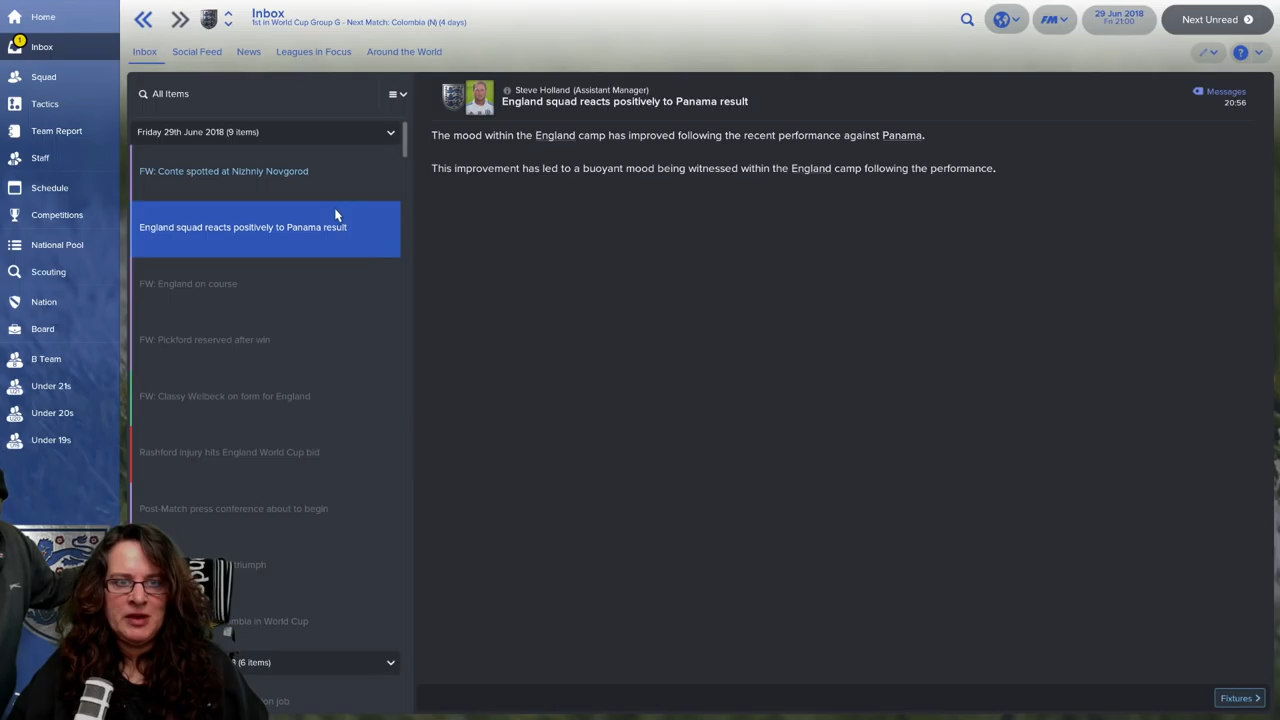 Home
1
Inbox
Squad
Tactics
Team Report
Staff
Schedule
Competitions
National Pool
Scouting
Nation
Board
B Team
Under 21s
Under 20s
Under 19s
Inbox
1st in World Cup Group G - Next Match: Colombia (N) (4 days)
FM
29 Jun 2018
Fri 21:00
Next Unread
Inbox Social Feed News Leagues in Focus Around the World
?
All Items
Friday 29th June 2018 (9 items)
FW: Conte spotted at Nizhniy Novgorod
England squad reacts positively to Panama result
FW: England on course
FW: Pickford reserved after win
FW: Classy Welbeck on form for England
Rashford injury hits England World Cup bid
Post-Match press conference about to begin
triumph
mbia in World Cup
(6 items)
on job
Steve Holland (Assistant Manager)
England squad reacts positively to Panama result
Messages
20:56
The mood within the England camp has improved following the recent performance against Panama.
This improvement has led to a buoyant mood being witnessed within the England camp following the performance.
Fixtures